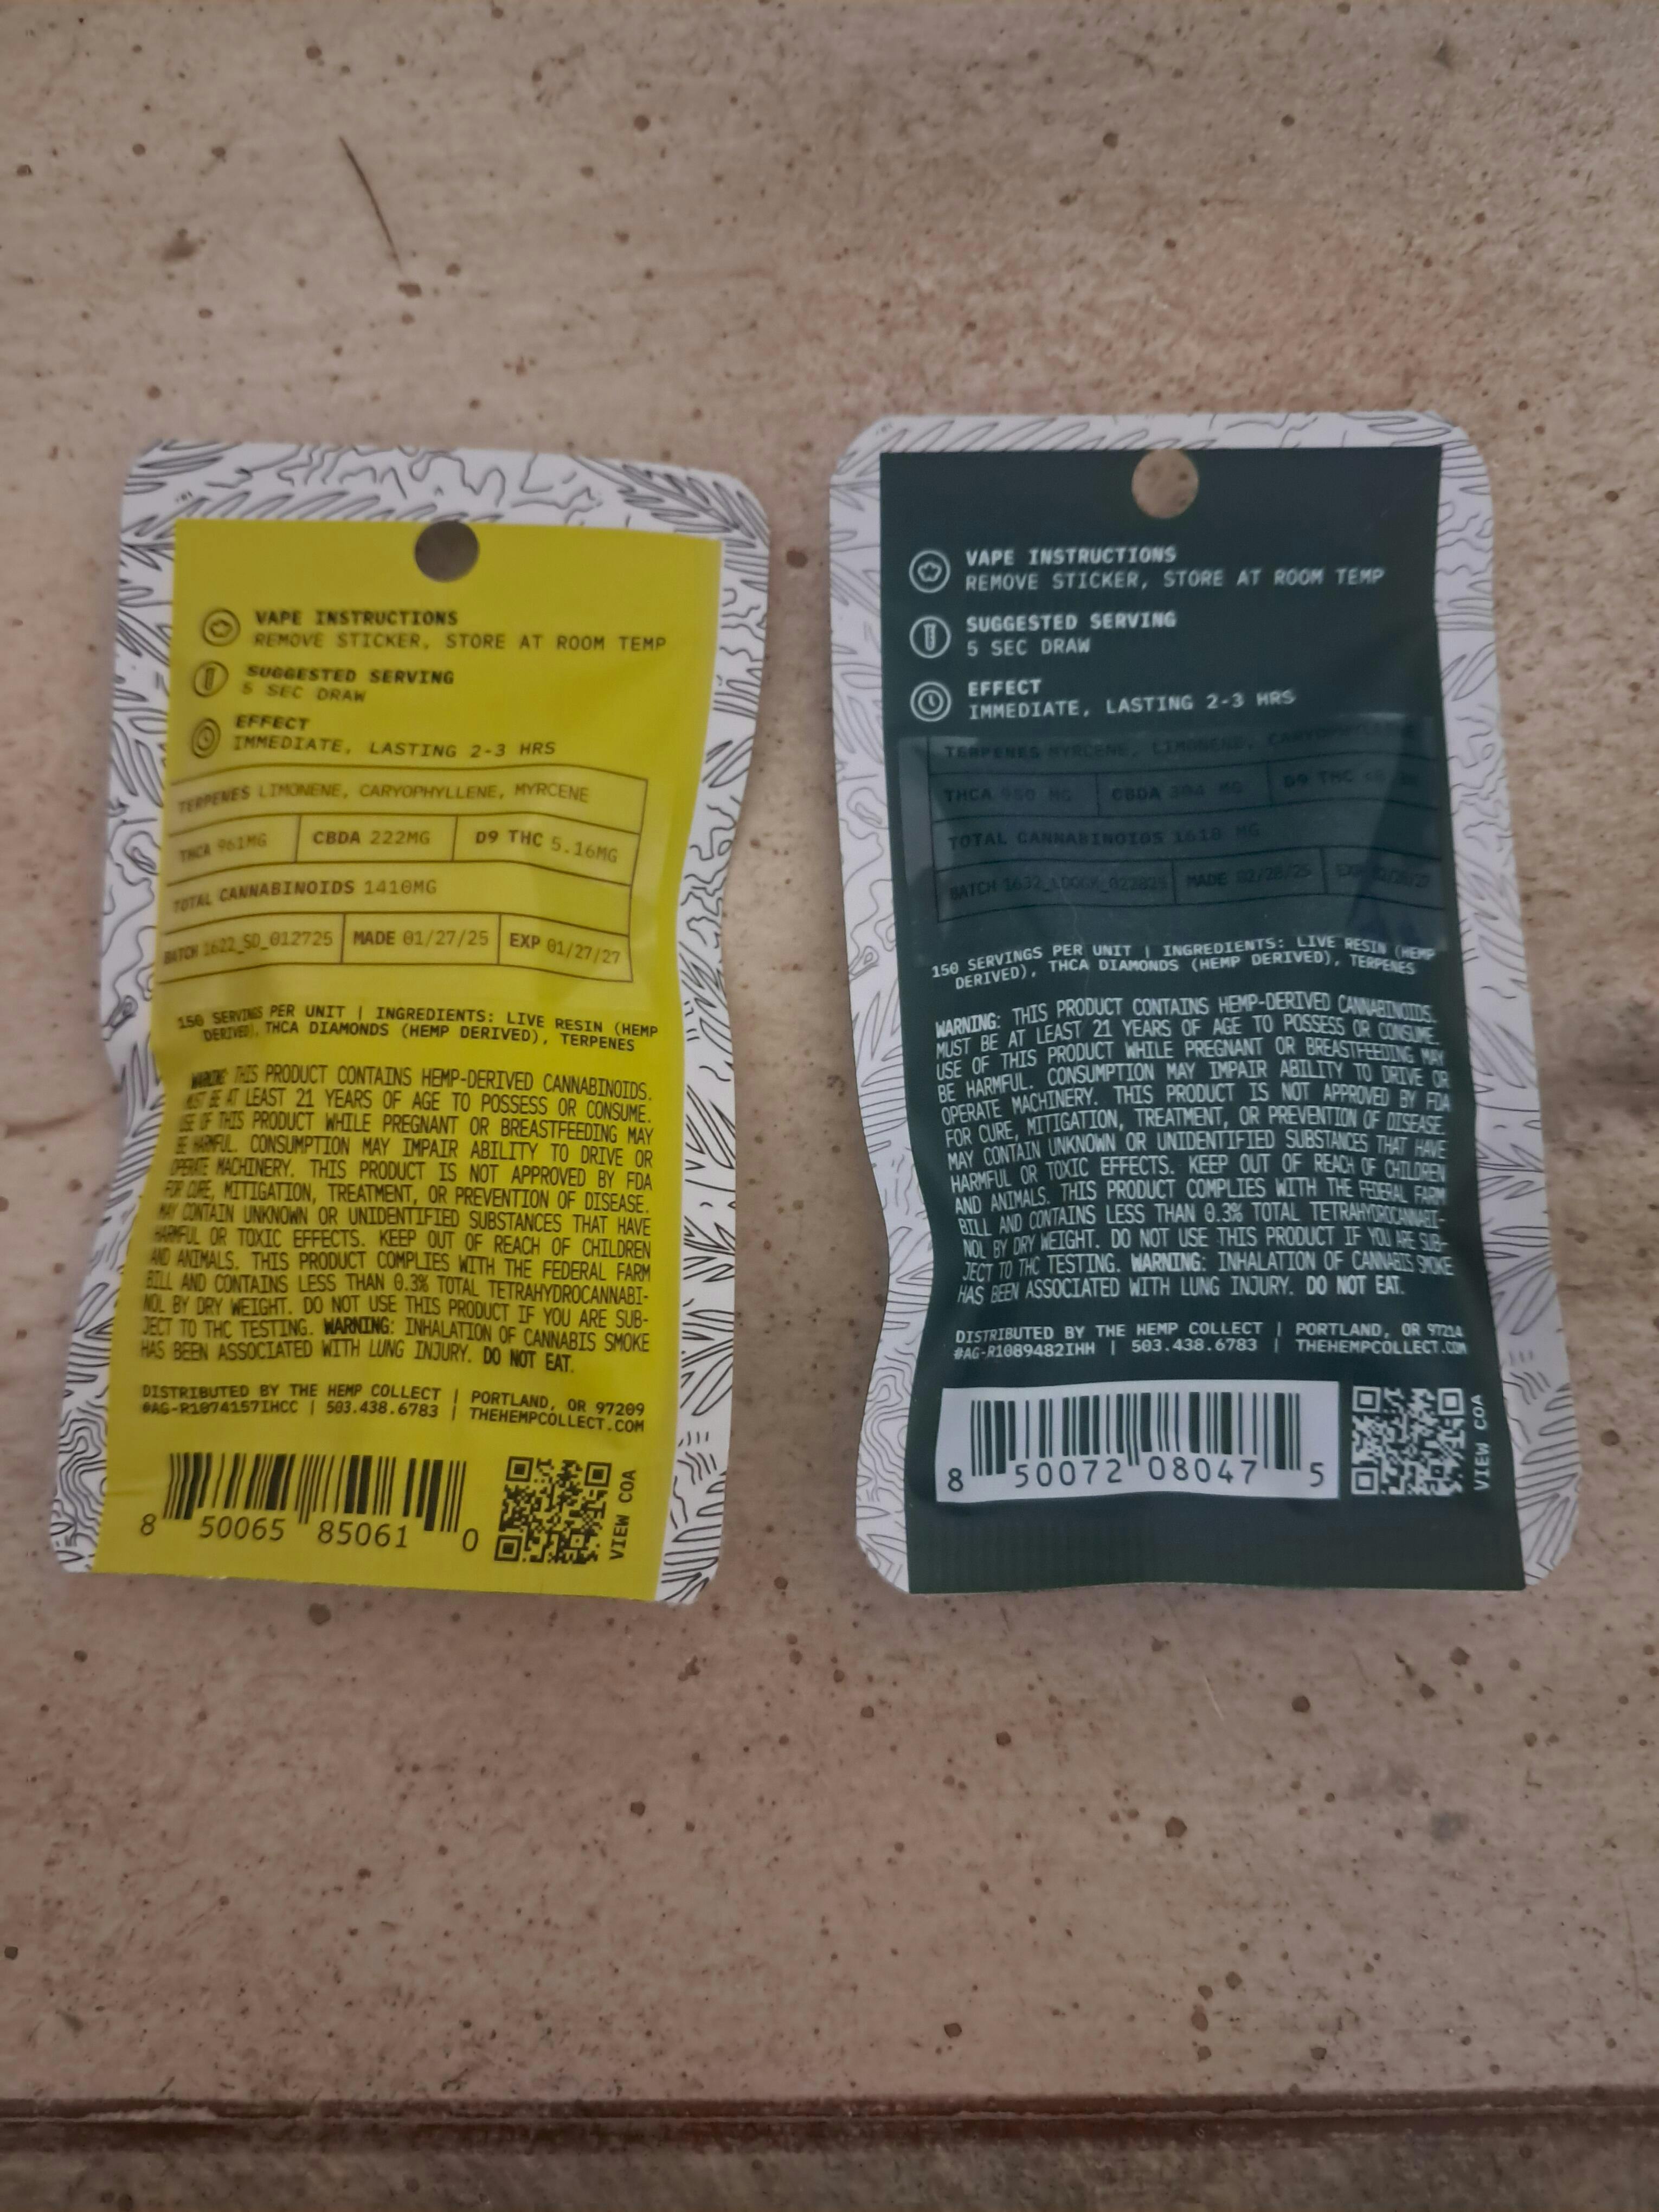 VAPE INSTRUCTIONS
REMOVE STICKER, STORE AT ROOM TEMP
SUGGESTED SERVING
5 SEC DRAW
EFFECT
IMMEDIATE, LASTING 2-3 HRS
TERPENES LIMONENE, CARYOPHYLLENE, MYRCENE
THCA 961MG CBDA 222MG D9 THC 5.16MG
TOTAL CANNABINOIDS 1410MG
BATCH 1622_SD_012725 MADE 01/27/25 EXP 01/27/27
150 SERVINGS PER UNIT | INGREDIENTS: LIVE RESIN (HEMP
DERIVED), THCA DIAMONDS (HEMP DERIVED), TERPENES
WARNING: THIS PRODUCT CONTAINS HEMP-DERIVED CANNABINOIDS.
MUST BE AT LEAST 21 YEARS OF AGE TO POSSESS OR CONSUME.
USE OF THIS PRODUCT WHILE PREGNANT OR BREASTFEEDING MAY
BE HARMFUL. CONSUMPTION MAY IMPAIR ABILITY TO DRIVE OR
OPERATE MACHINERY. THIS PRODUCT IS NOT APPROVED BY FDA
FOR CURE, MITIGATION, TREATMENT, OR PREVENTION OF DISEASE.
MAY CONTAIN UNKNOWN OR UNIDENTIFIED SUBSTANCES THAT HAVE
HARMFUL OR TOXIC EFFECTS. KEEP OUT OF REACH OF CHILDREN
AND ANIMALS. THIS PRODUCT COMPLIES WITH THE FEDERAL FARM
BILL AND CONTAINS LESS THAN 0.3% TOTAL TETRAHYDROCANNABI-
NOL BY DRY WEIGHT. DO NOT USE THIS PRODUCT IF YOU ARE SUB-
JECT TO THC TESTING. WARNING: INHALATION OF CANNABIS SMOKE
HAS BEEN ASSOCIATED WITH LUNG INJURY. DO NOT EAT.
DISTRIBUTED BY THE HEMP COLLECT | PORTLAND, OR 97209
#AG-R1074157IHCC | 503.438.6783 | THEHEMPCOLLECT.COM
8 50065 85061 0
VIEW COA
VAPE INSTRUCTIONS
REMOVE STICKER, STORE AT ROOM TEMP
SUGGESTED SERVING
5 SEC DRAW
EFFECT
IMMEDIATE, LASTING 2-3 HRS
TERPENES MYRCENE, LIMONENE, CARYOPHYLLENE
THCA 950 MG CBDA 304 MG D9 THC
TOTAL CANNABINOIDS 1610 MG
BATCH MADE 02/28/25 EXP 02/28/27
150 SERVINGS PER UNIT | INGREDIENTS: LIVE RESIN (HEMP
DERIVED), THCA DIAMONDS (HEMP DERIVED), TERPENES
WARNING: THIS PRODUCT CONTAINS HEMP-DERIVED CANNABINOIDS.
MUST BE AT LEAST 21 YEARS OF AGE TO POSSESS OR CONSUME.
USE OF THIS PRODUCT WHILE PREGNANT OR BREASTFEEDING MAY
BE HARMFUL. CONSUMPTION MAY IMPAIR ABILITY TO DRIVE OR
OPERATE MACHINERY. THIS PRODUCT IS NOT APPROVED BY FDA
FOR CURE, MITIGATION, TREATMENT, OR PREVENTION OF DISEASE.
MAY CONTAIN UNKNOWN OR UNIDENTIFIED SUBSTANCES THAT HAVE
HARMFUL OR TOXIC EFFECTS. KEEP OUT OF REACH OF CHILDREN
AND ANIMALS. THIS PRODUCT COMPLIES WITH THE FEDERAL FARM
BILL AND CONTAINS LESS THAN 0.3% TOTAL TETRAHYDROCANNABI-
NOL BY DRY WEIGHT. DO NOT USE THIS PRODUCT IF YOU ARE SUB-
JECT TO THC TESTING. WARNING: INHALATION OF CANNABIS SMOKE
HAS BEEN ASSOCIATED WITH LUNG INJURY. DO NOT EAT.
DISTRIBUTED BY THE HEMP COLLECT | PORTLAND, OR 97214
#AG-R1089482IHH | 503.438.6783 | THEHEMPCOLLECT.COM
8 50072 08047 5
VIEW COA